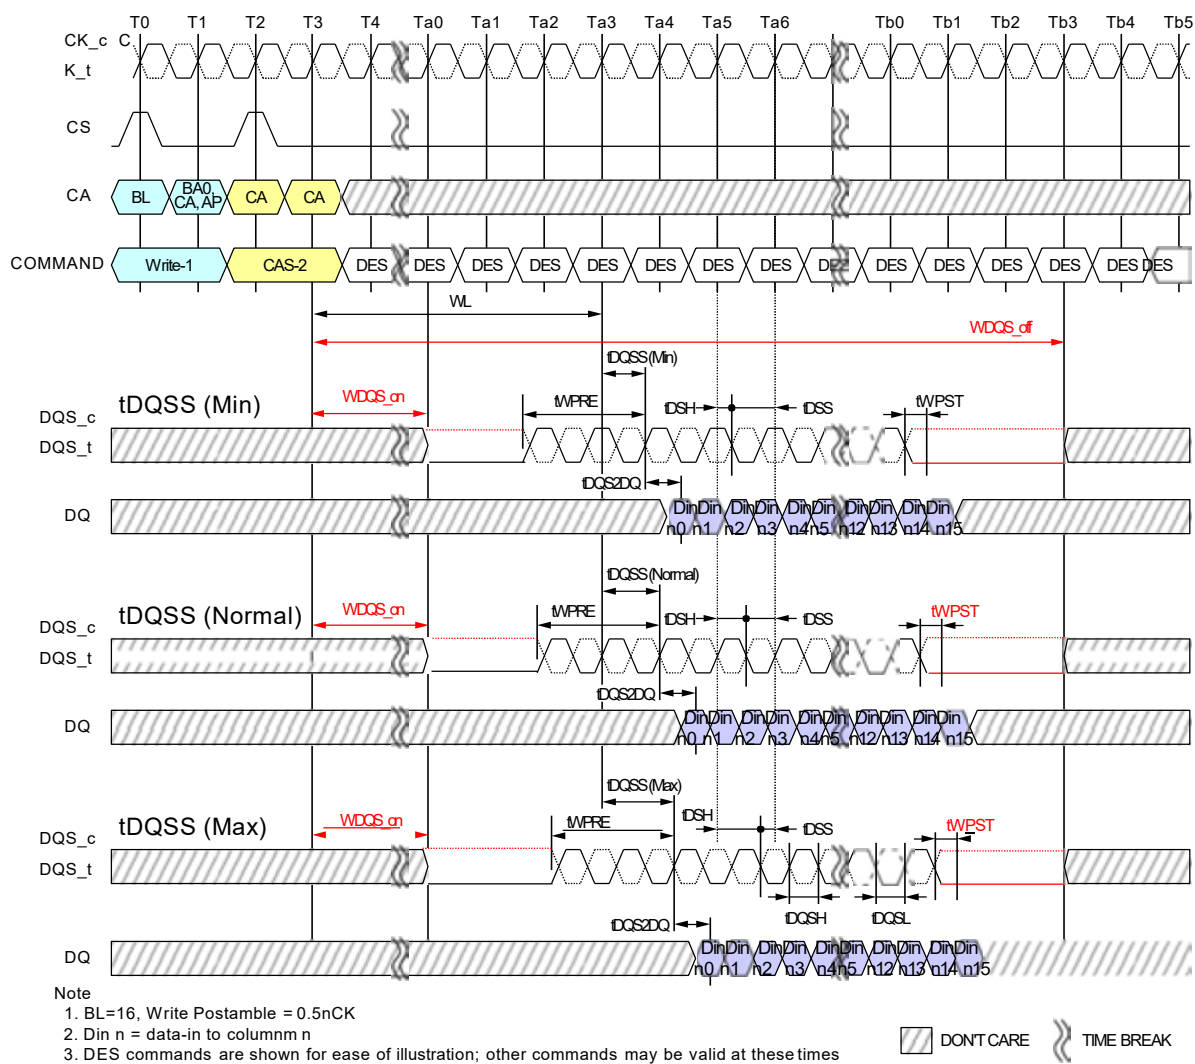 T0 T1 T2 T3 T4 Ta0 Ta1 Ta2 Ta3 Ta4 Ta5 Ta6 Tb0 Tb1 Tb2 Tb3 Tb4 Tb5
CK_c C
K_t
CS
CA BL BA0, CA, AP CA CA
COMMAND Write-1 CAS-2 DES DES DES DES DES DES DES DES DES DES DES DES DES DES DES
WL
WDQS_off
tDQSS(Min)
tDQSS (Min) WDQS_on tWPRE tDSH tDSS tWPST
DQS_c
DQS_t
tDQS2DQ
DQ Din n0 Din n1 Din n2 Din n3 Din n4 Din n5 Din n12 Din n13 Din n14 Din n15
tDQSS(Normal)
tDQSS (Normal) WDQS_on tWPRE tDSH tDSS tWPST
DQS_c
DQS_t
tDQS2DQ
DQ Din n0 Din n1 Din n2 Din n3 Din n4 Din n5 Din n12 Din n13 Din n14 Din n15
tDQSS(Max)
tDQSS (Max) WDQS_on tWPRE tDSH tDSS tWPST
DQS_c
DQS_t
tDQSH tDQSL
tDQS2DQ
DQ Din n0 Din n1 Din n2 Din n3 Din n4 Din n5 Din n12 Din n13 Din n14 Din n15
Note
1. BL=16, Write Postamble = 0.5nCK
2. Din n = data-in to columnm n
3. DES commands are shown for ease of illustration; other commands may be valid at these times
DON'T CARE TIME BREAK